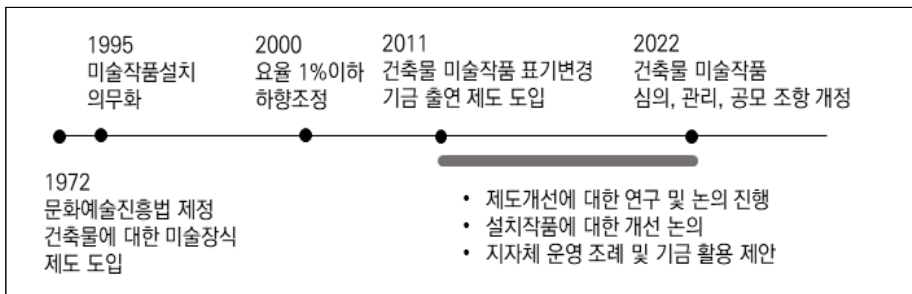 1995
미술작품설치
의무화
2000
요율 1%이하
하향조정
2011
건축물 미술작품 표기변경
기금 출연 제도 도입
2022
건축물 미술작품
심의, 관리, 공모 조항 개정
1972
문화예술진흥법 제정
건축물에 대한 미술장식
제도 도입
• 제도개선에 대한 연구 및 논의 진행
• 설치작품에 대한 개선 논의
• 지자체 운영 조례 및 기금 활용 제안